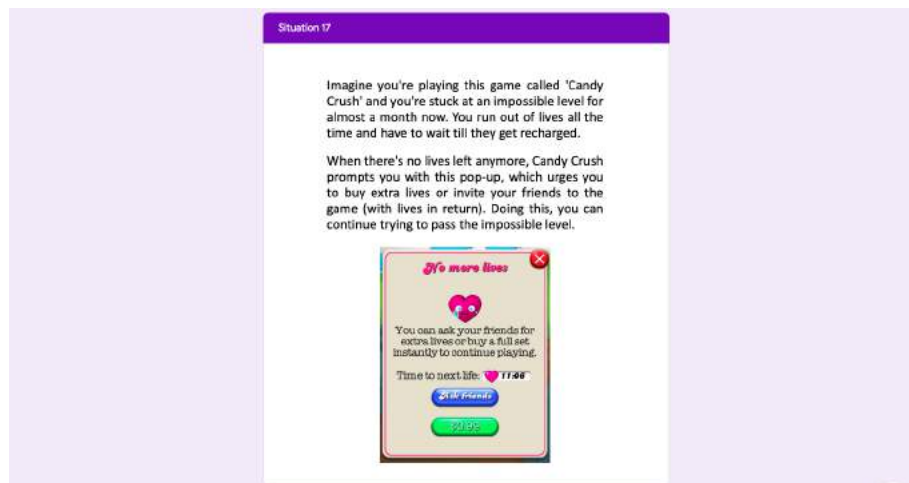 Situation 17
Imagine you're playing this game called 'Candy
Crush' and you're stuck at an impossible level for
almost a month now. You run out of lives all the
time and have to wait till they get recharged.
When there's no lives left anymore, Candy Crush
prompts you with this pop-up, which urges you
to buy extra lives or invite your friends to the
game (with lives in return). Doing this, you can
continue trying to pass the impossible level.
No more lives
You can ask your friends for
extra lives or buy a full set
instantly to continue playing.
Time to next life:
Ask friends